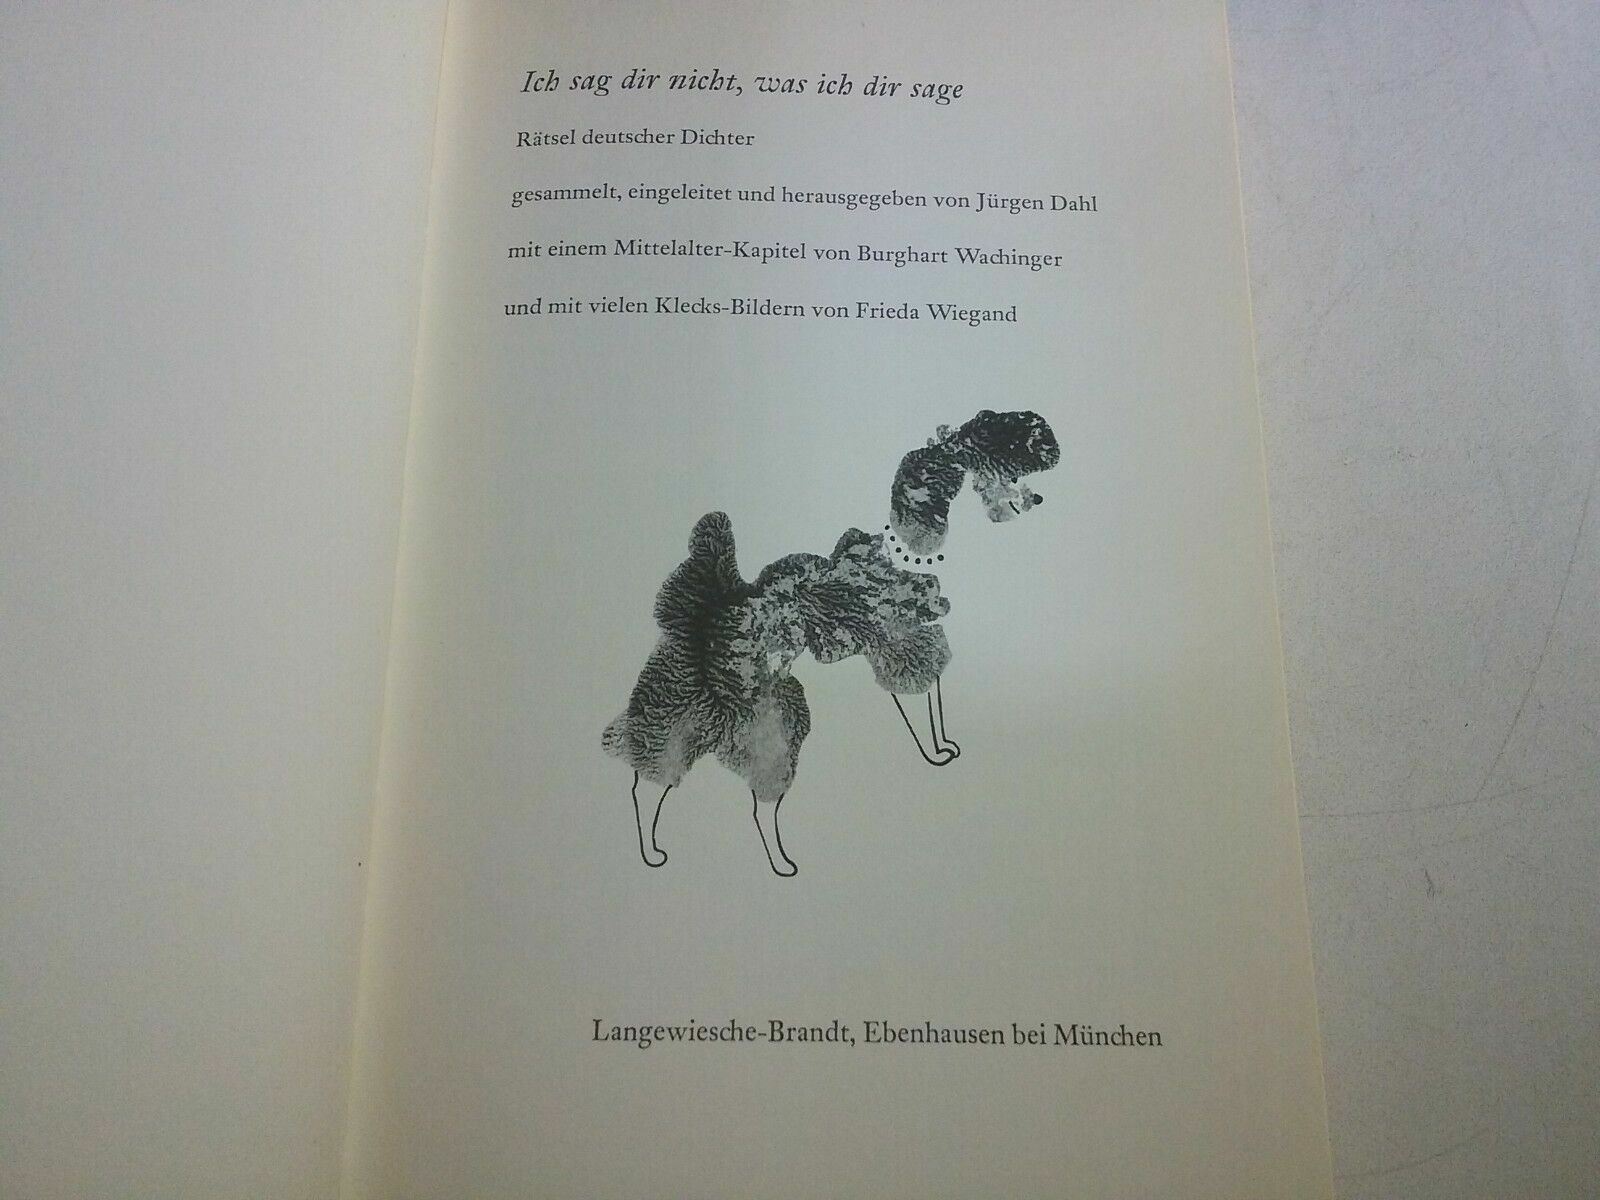 Ich sag dir nicht, was ich dir sage
Rätsel deutscher Dichter
gesammelt, eingeleitet und herausgegeben von Jürgen Dahl
mit einem Mittelalter-Kapitel von Burghart Wachinger
und mit vielen Klecks-Bildern von Frieda Wiegand
Langewiesche-Brandt, Ebenhausen bei München